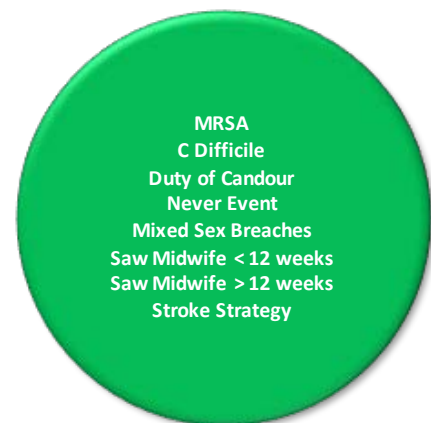 MRSA
C Difficile
Duty of Candour
Never Event
Mixed Sex Breaches
Saw Midwife < 12 weeks
Saw Midwife > 12 weeks
Stroke Strategy